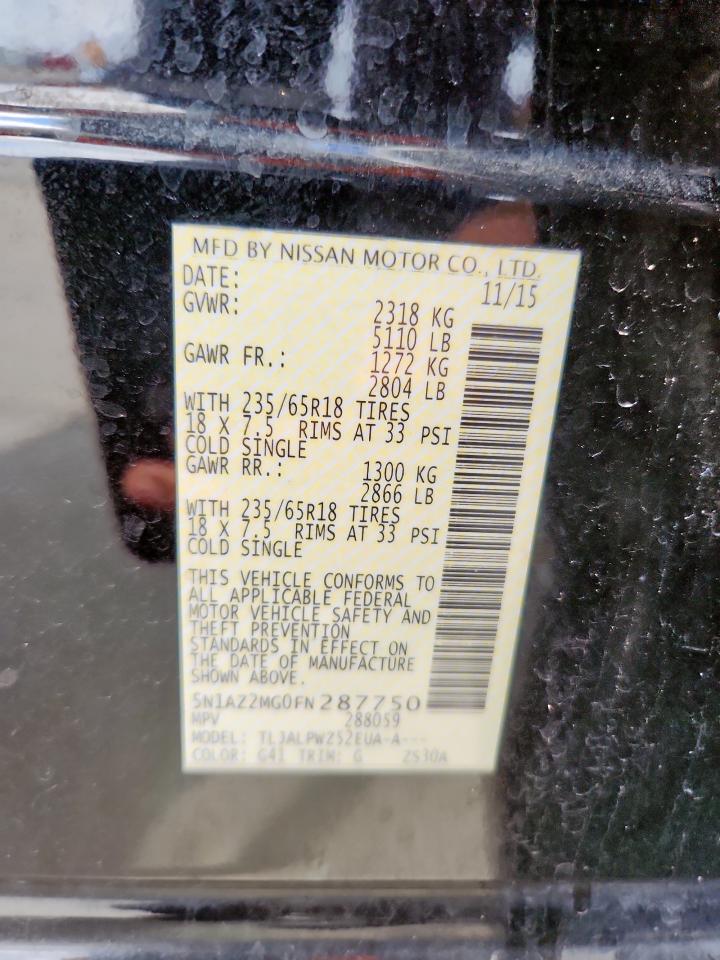 MFD BY NISSAN MOTOR CO., LTD.
DATE: 11/15
GVWR: 2318 KG
5110 LB
GAWR FR.: 1272 KG
2804 LB
WITH 235/65R18 TIRES
18 X 7.5 RIMS AT 33 PSI
COLD SINGLE
GAWR RR.: 1300 KG
2866 LB
WITH 235/65R18 TIRES
18 X 7.5 RIMS AT 33 PSI
COLD SINGLE
THIS VEHICLE CONFORMS TO
ALL APPLICABLE FEDERAL
MOTOR VEHICLE SAFETY AND
THEFT PREVENTION
STANDARDS IN EFFECT ON
THE DATE OF MANUFACTURE
SHOWN ABOVE.
5N1AZ2MG0FN287750
MPV 288059
MODEL: TLJALPWZ52EUA-A---
COLOR: G41 TRIM: G Z530A